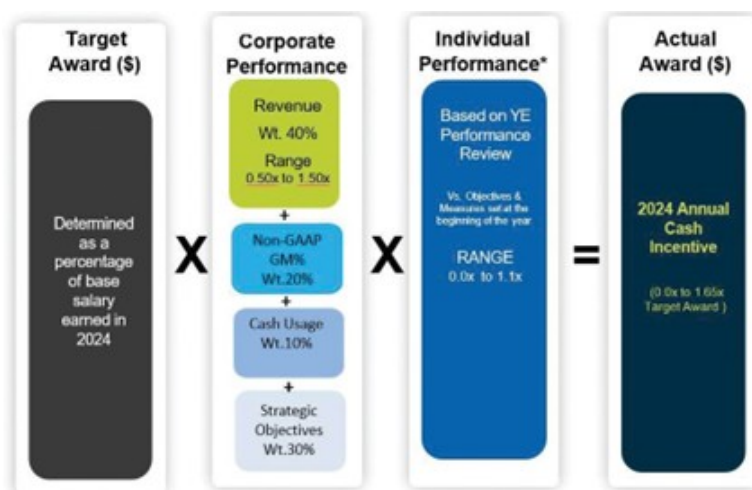 Target
Award ($)
Determined
as a
percentage
of base
salary
earned in
2024
X
Corporate
Performance
Revenue
Wt. 40%
Range
0.50x to 1.50x
+
Non-GAAP
GM%
Wt.20%
+
Cash Usage
Wt.10%
+
Strategic
Objectives
Wt.30%
X
Individual
Performance*
Based on YE
Performance
Review
Vs. Objectives &
Measures set at the
beginning of the year
RANGE
0.0x to 1.1x
=
Actual
Award ($)
2024 Annual
Cash
Incentive
(0.0x to 1.65x
Target Award )